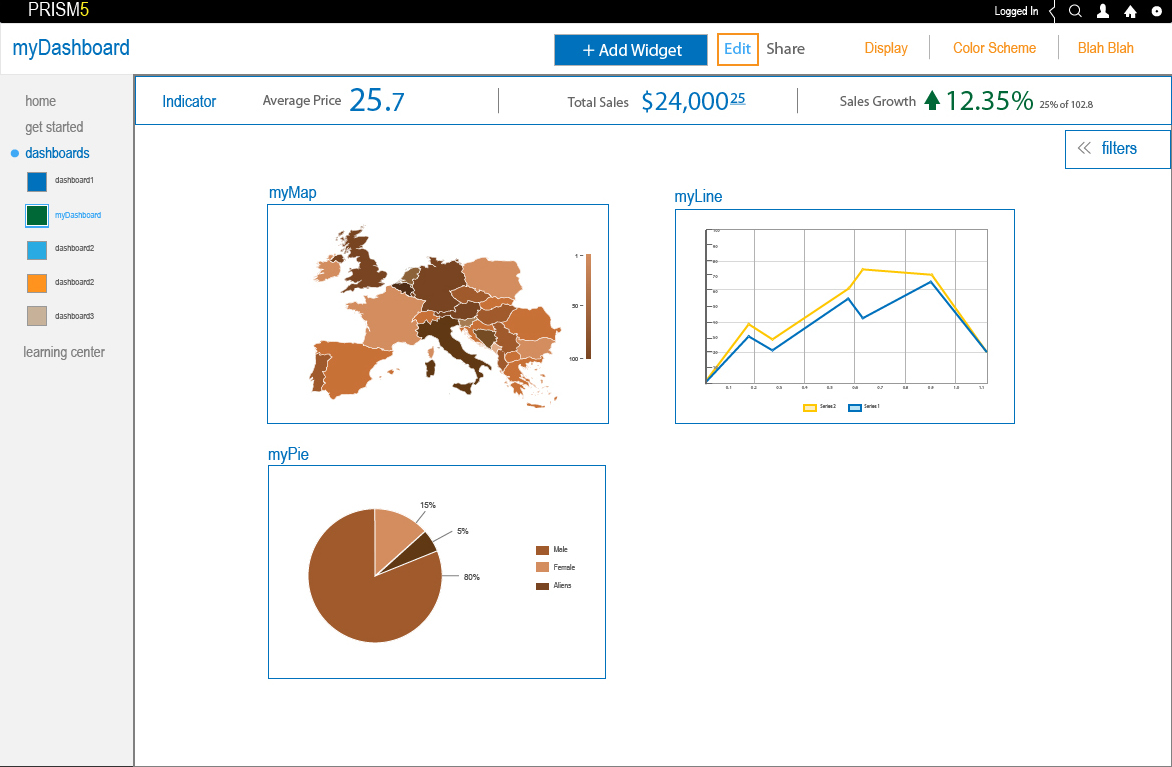 PRISM5
Logged In
myDashboard
+ Add Widget
Edit
Share
Display
Color Scheme
Blah Blah
home
get started
dashboards
dashboard1
myDashboard
dashboard2
dashboard2
dashboard3
learning center
Indicator
Average Price 25.7
Total Sales $24,000 25
Sales Growth 12.35% 25% of 102.8
filters
myMap
1
50
100
myLine
0.1 0.2 0.3 0.4 0.5 0.6 0.7 0.8 0.9 1.0 1.1
Series 2
Series 1
myPie
15%
5%
80%
Male
Female
Aliens